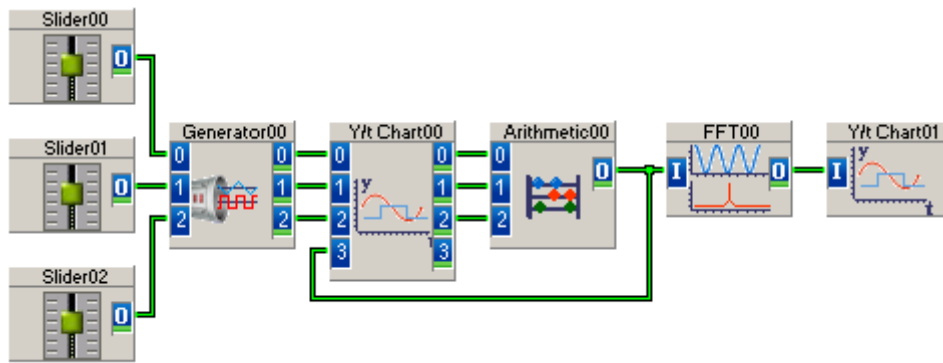 Slider00
0
Slider01
0
Slider02
0
Generator00
0 0
1 1
2 2
Y/t Chart00
y
t
0 0
1 1
2 2
3 3
Arithmetic00
0 0
1
2
FFT00
I 0
Y/t Chart01
I
y
t